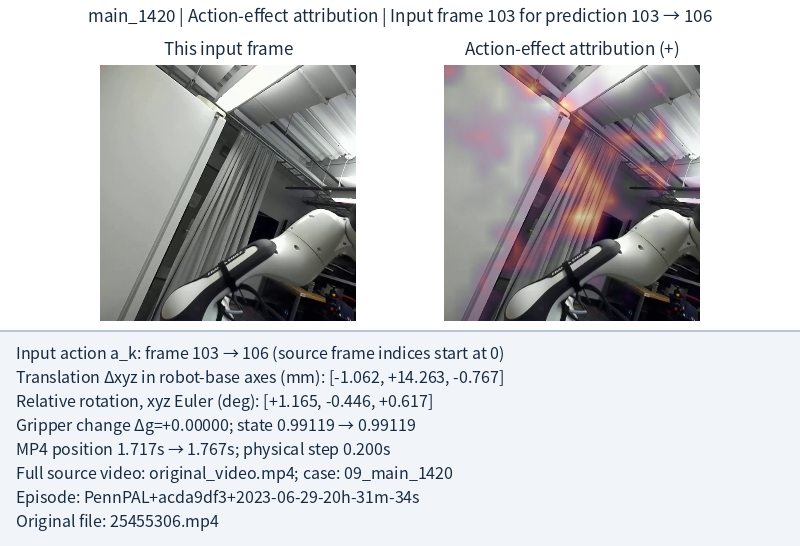 main_1420 | Action-effect attribution | Input frame 103 for prediction 103 → 106
This input frame
Action-effect attribution (+)
Input action a_k: frame 103 → 106 (source frame indices start at 0)
Translation Δxyz in robot-base axes (mm): [-1.062, +14.263, -0.767]
Relative rotation, xyz Euler (deg): [+1.165, -0.446, +0.617]
Gripper change Δg=+0.00000; state 0.99119 → 0.99119
MP4 position 1.717s → 1.767s; physical step 0.200s
Full source video: original_video.mp4; case: 09_main_1420
Episode: PennPAL+acda9df3+2023-06-29-20h-31m-34s
Original file: 25455306.mp4